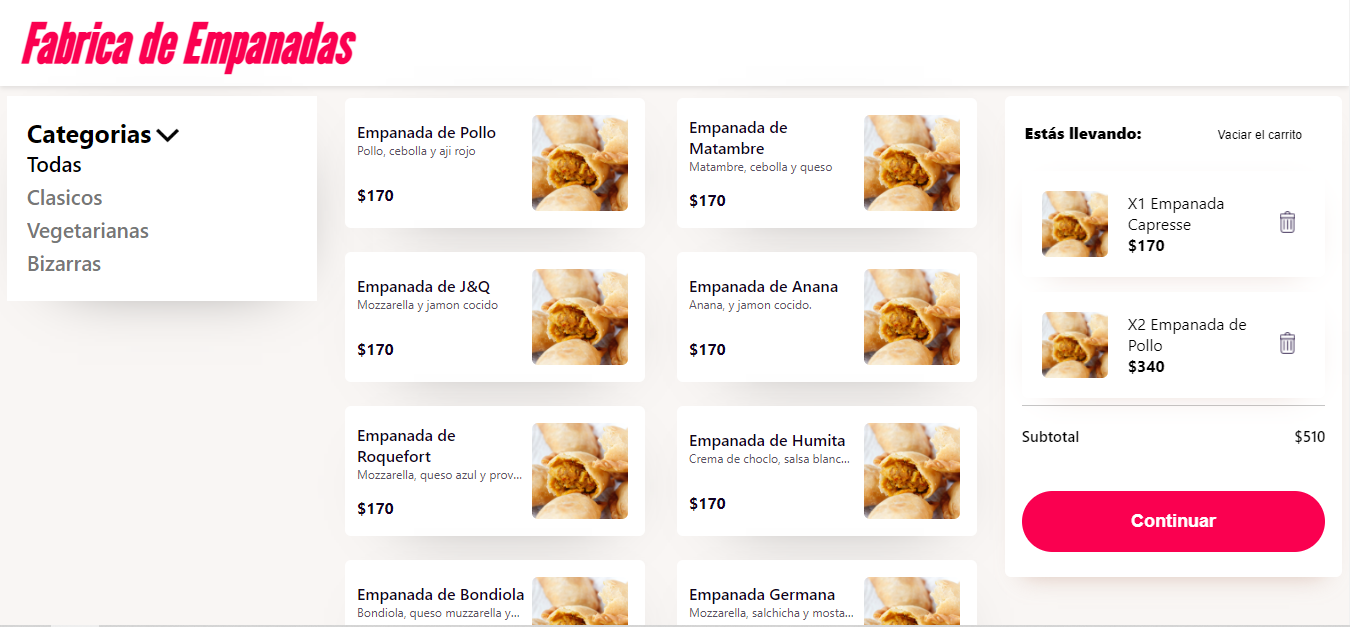 Fabrica de Empanadas
Categorias
Todas
Clasicos
Vegetarianas
Bizarras
Empanada de Pollo
Pollo, cebolla y aji rojo
$170
Empanada de
Matambre
Matambre, cebolla y queso
$170
Empanada de J&Q
Mozzarella y jamon cocido
$170
Empanada de Anana
Anana, y jamon cocido.
$170
Empanada de
Roquefort
Mozzarella, queso azul y prov...
$170
Empanada de Humita
Crema de choclo, salsa blanc...
$170
Empanada de Bondiola
Bondiola, queso muzzarella y...
Empanada Germana
Mozzarella, salchicha y mosta...
Estás llevando:
Vaciar el carrito
X1 Empanada
Capresse
$170
X2 Empanada de
Pollo
$340
Subtotal
$510
Continuar